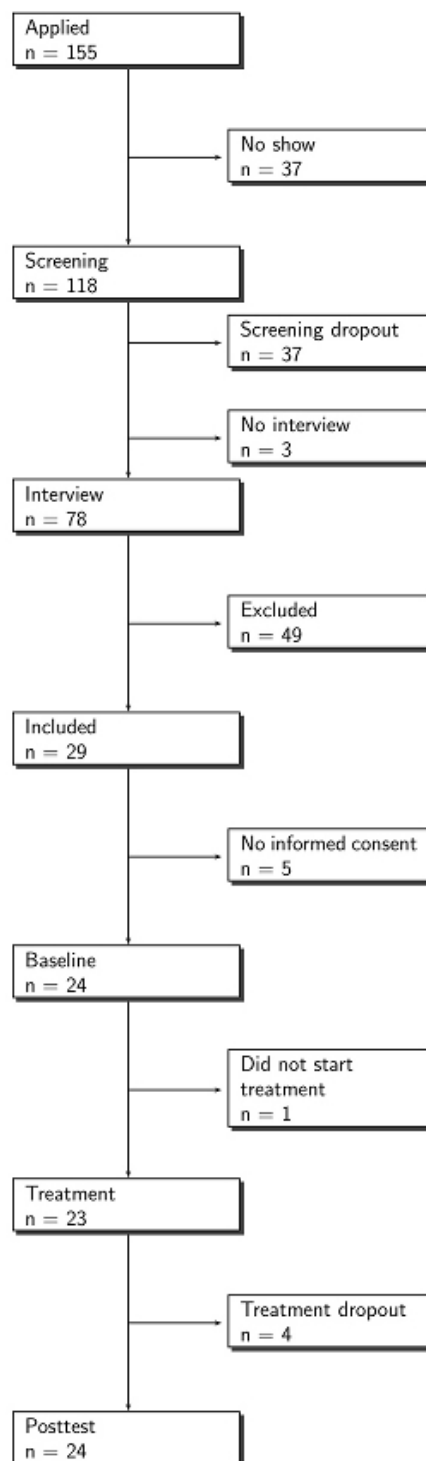 Applied
n = 155
No show
n = 37
Screening
n = 118
Screening dropout
n = 37
No interview
n = 3
Interview
n = 78
Excluded
n = 49
Included
n = 29
No informed consent
n = 5
Baseline
n = 24
Did not start
treatment
n = 1
Treatment
n = 23
Treatment dropout
n = 4
Posttest
n = 24